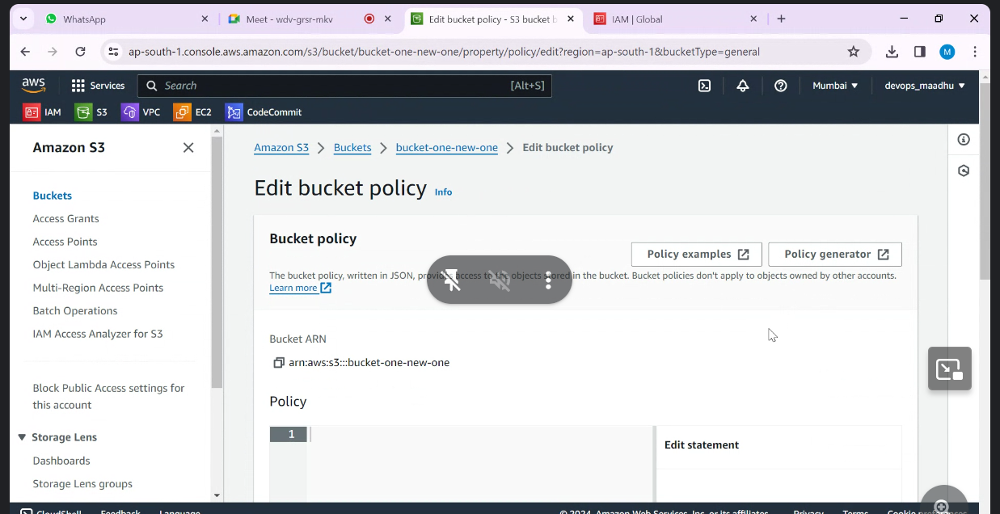 WhatsApp
Meet - wdv-grsr-mkv
Edit bucket policy - S3 bucket b
IAM | Global
ap-south-1.console.aws.amazon.com/s3/bucket/bucket-one-new-one/property/policy/edit?region=ap-south-1&bucketType=general
M
aws
Services
Search
[Alt+S]
Mumbai
devops_maadhu
IAM
S3
VPC
EC2
CodeCommit
Amazon S3
Buckets
Access Grants
Access Points
Object Lambda Access Points
Multi-Region Access Points
Batch Operations
IAM Access Analyzer for S3
Block Public Access settings for
this account
Storage Lens
Dashboards
Storage Lens groups
Amazon S3 > Buckets > bucket-one-new-one > Edit bucket policy
Edit bucket policy Info
Bucket policy
Policy examples
Policy generator
The bucket policy, written in JSON, provides access to the objects stored in the bucket. Bucket policies don't apply to objects owned by other accounts.
Learn more
Bucket ARN
arn:aws:s3:::bucket-one-new-one
Policy
1
Edit statement
CloudShell Feedback Language
© 2024, Amazon Web Services, Inc. or its affiliates. Privacy Terms Cookie preferences